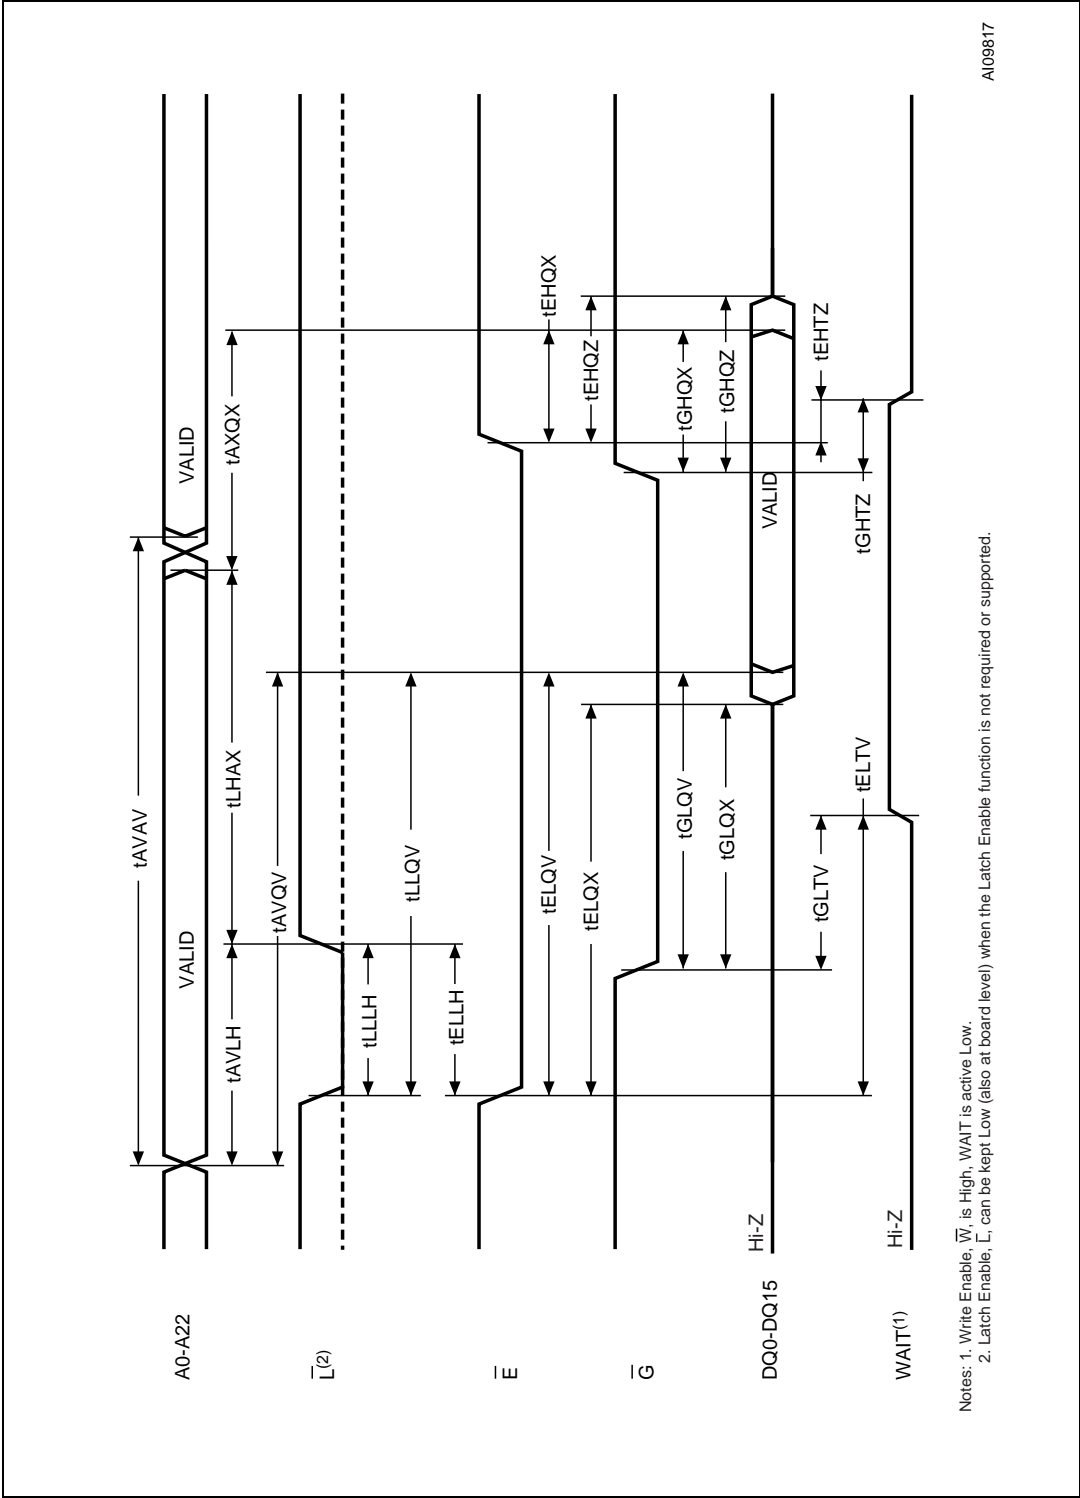 tAVAV
A0-A22
VALID
VALID
tAVLH
tLHAX
tAXQX
tAVQV
L̅(2)
tLLLH
tLLQV
tELLH
E̅
tELQV
tEHQX
tELQX
tEHQZ
G̅
tGLQV
tGHQX
tGLQX
tGHQZ
Hi-Z
DQ0-DQ15
VALID
tGLTV
tEHTZ
tELTV
tGHTZ
Hi-Z
WAIT(1)
Notes: 1. Write Enable, W̅, is High, WAIT is active Low.
2. Latch Enable, L̅, can be kept Low (also at board level) when the Latch Enable function is not required or supported.
AI09817